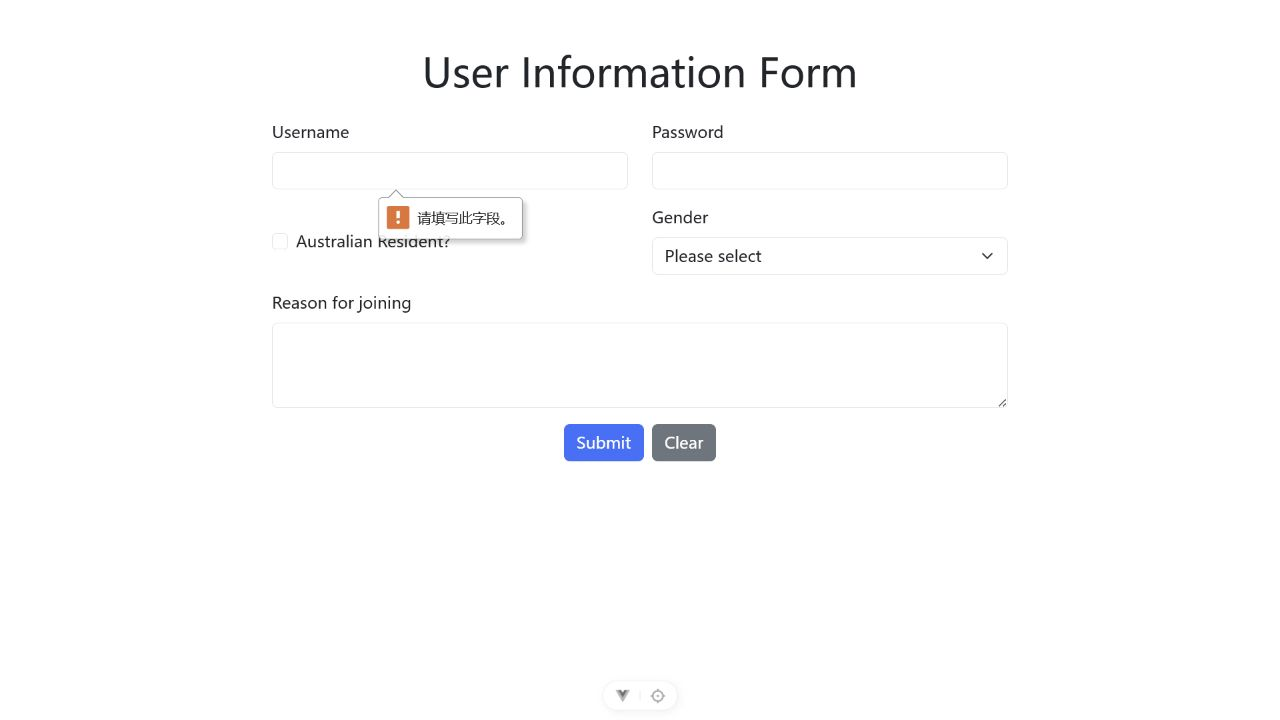 User Information Form
Username
Password
请填写此字段。
Gender
Australian Resident?
Please select
Reason for joining
Submit
Clear